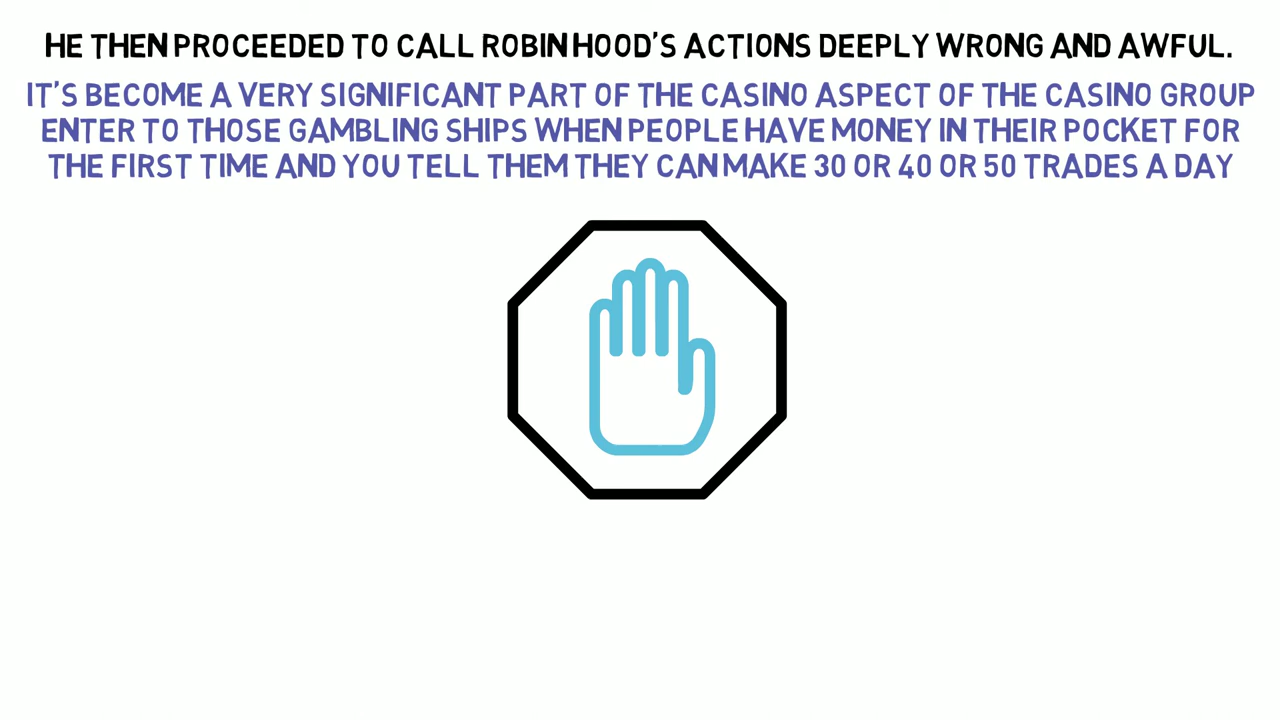 HE THEN PROCEEDED TO CALL ROBIN HOOD'S ACTIONS DEEPLY WRONG AND AWFUL.
IT'S BECOME A VERY SIGNIFICANT PART OF THE CASINO ASPECT OF THE CASINO GROUP
ENTER TO THOSE GAMBLING SHIPS WHEN PEOPLE HAVE MONEY IN THEIR POCKET FOR
THE FIRST TIME AND YOU TELL THEM THEY CAN MAKE 30 OR 40 OR 50 TRADES A DAY